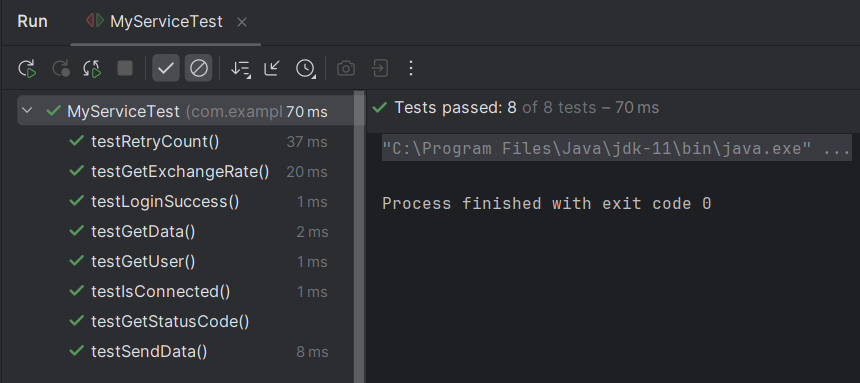 Run MyServiceTest
MyServiceTest (com.exampl 70 ms
testRetryCount() 37 ms
testGetExchangeRate() 20 ms
testLoginSuccess() 1 ms
testGetData() 2 ms
testGetUser() 1 ms
testIsConnected() 1 ms
testGetStatusCode()
testSendData() 8 ms
Tests passed: 8 of 8 tests – 70 ms
"C:\Program Files\Java\jdk-11\bin\java.exe" ...
Process finished with exit code 0